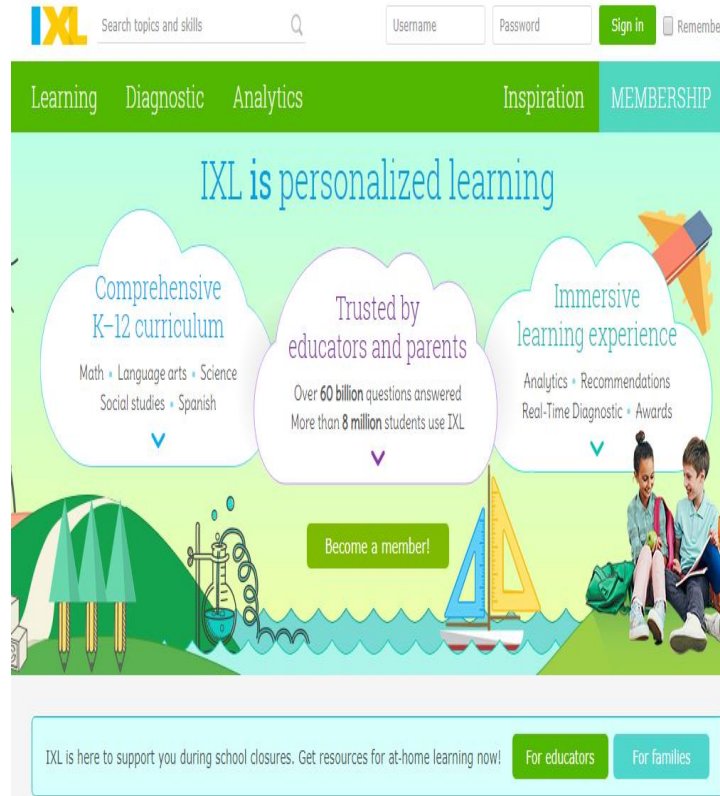 IXL
Search topics and skills
Username
Password
Sign in
Remembe
Learning
Diagnostic
Analytics
Inspiration
MEMBERSHIP
IXL is personalized learning
Comprehensive
K–12 curriculum
Math • Language arts • Science
Social studies • Spanish
Trusted by
educators and parents
Over 60 billion questions answered
More than 8 million students use IXL
Immersive
learning experience
Analytics • Recommendations
Real-Time Diagnostic • Awards
Become a member!
IXL is here to support you during school closures. Get resources for at-home learning now!
For educators
For families